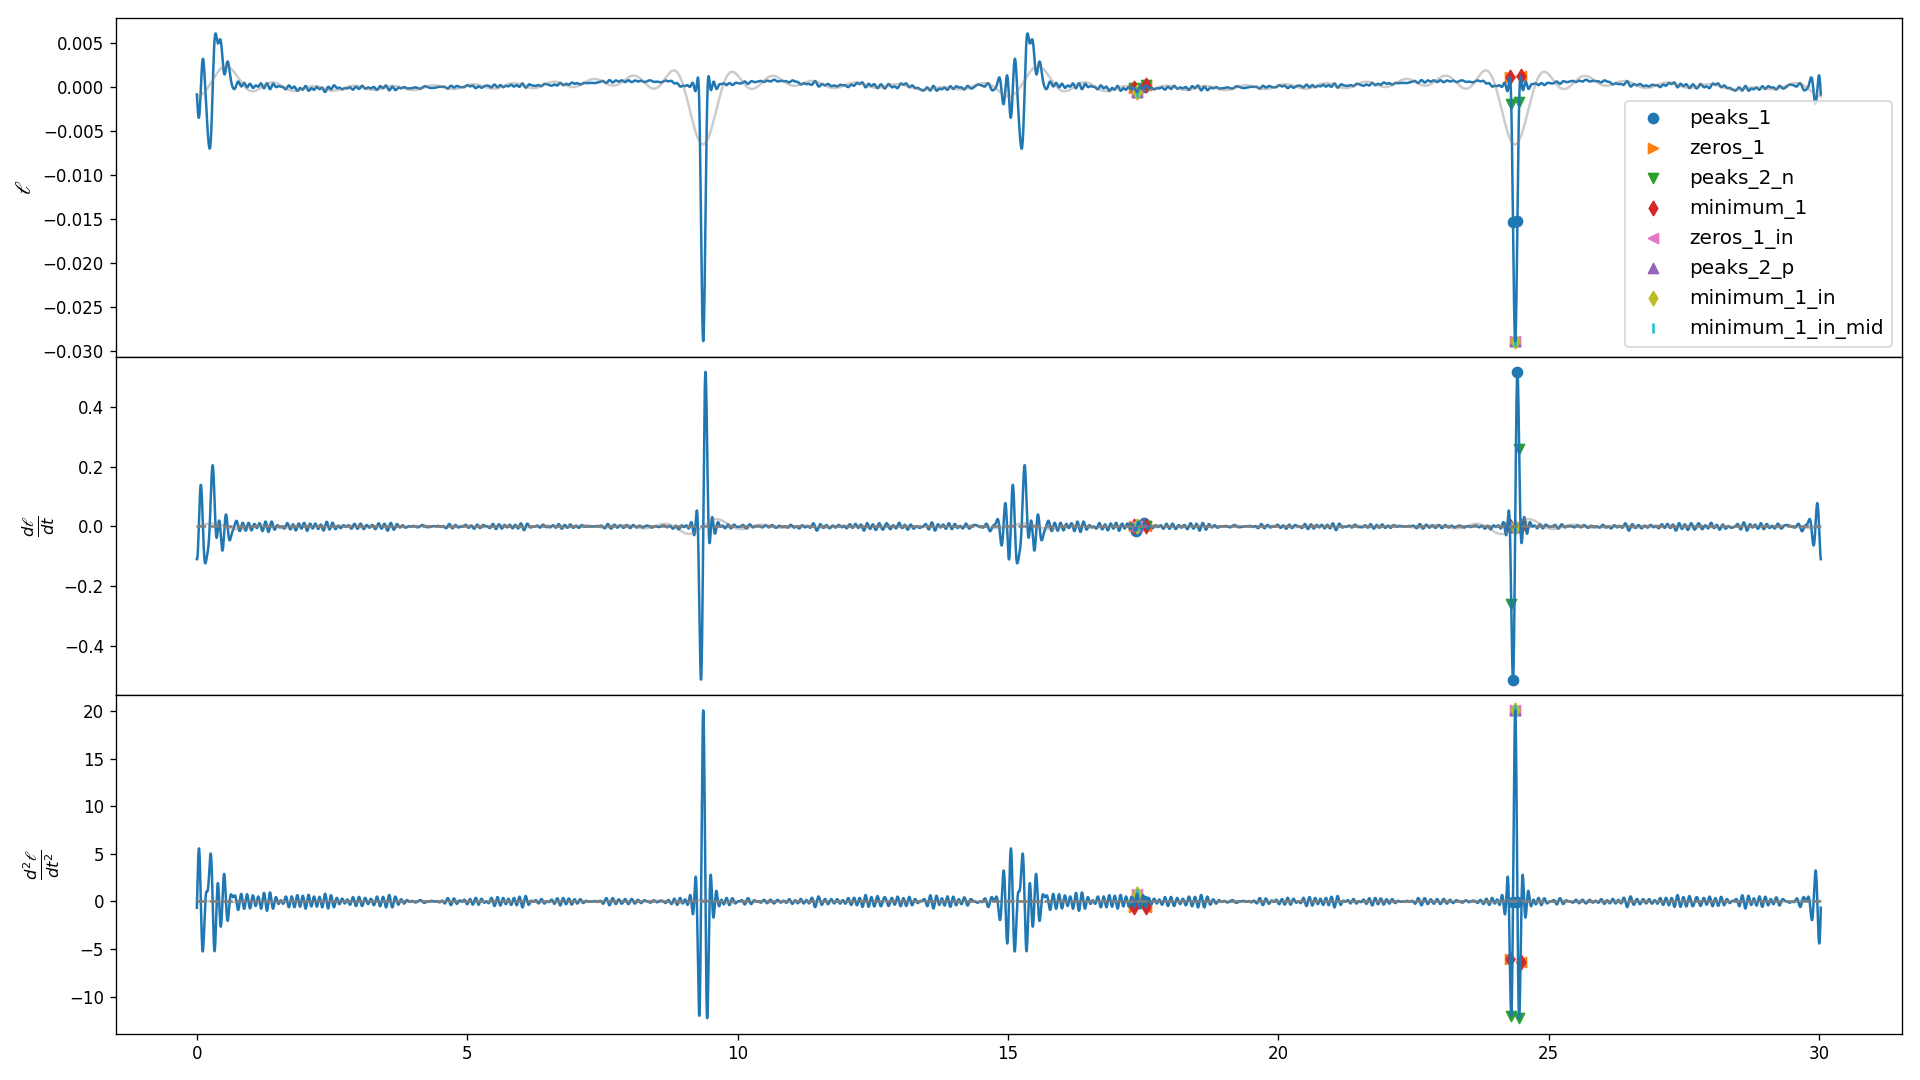 0.005
0.000
−0.005
−0.010
−0.015
−0.020
−0.025
−0.030
ℓ
peaks_1
zeros_1
peaks_2_n
minimum_1
zeros_1_in
peaks_2_p
minimum_1_in
minimum_1_in_mid
0.4
0.2
0.0
−0.2
−0.4
dℓ
dt
20
15
10
5
0
−5
−10
d²ℓ
dt²
0 5 10 15 20 25 30